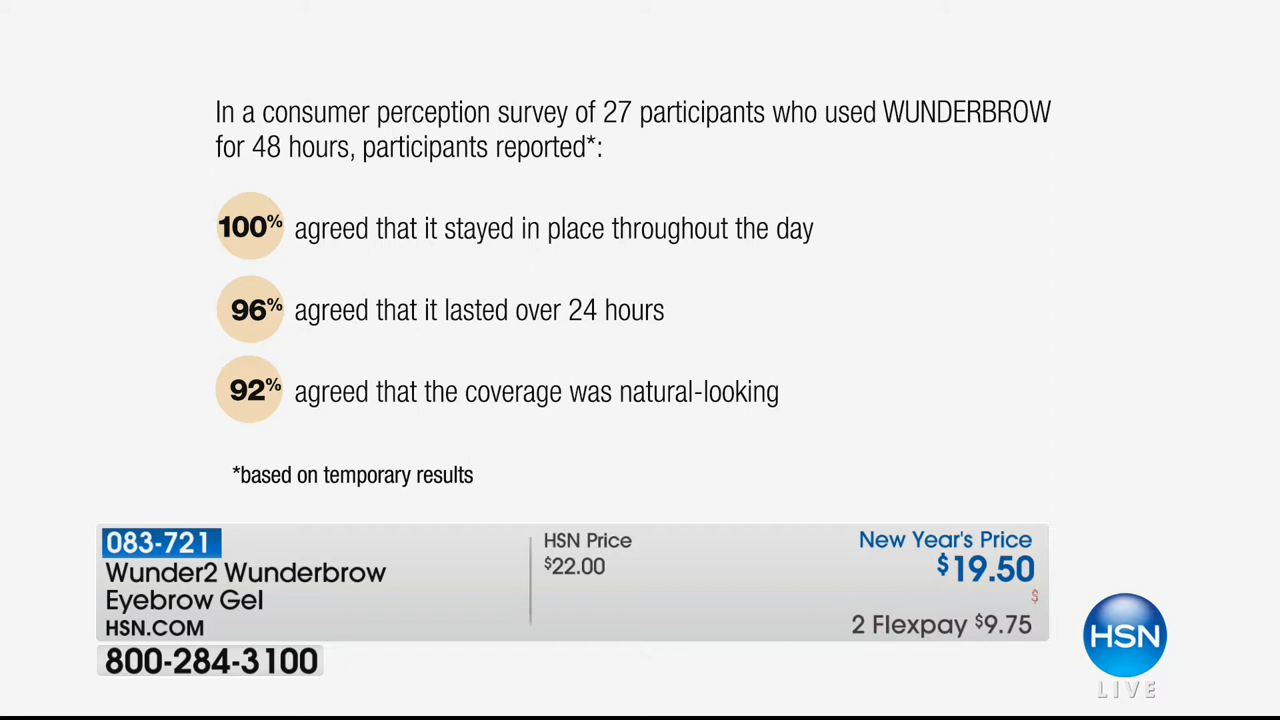 In a consumer perception survey of 27 participants who used WUNDERBROW
for 48 hours, participants reported*:
100% agreed that it stayed in place throughout the day
96% agreed that it lasted over 24 hours
92% agreed that the coverage was natural-looking
*based on temporary results
083-721
Wunder2 Wunderbrow
Eyebrow Gel
HSN.COM
800-284-3100
HSN Price
$22.00
New Year's Price
$19.50
$
2 Flexpay $9.75
HSN
LIVE